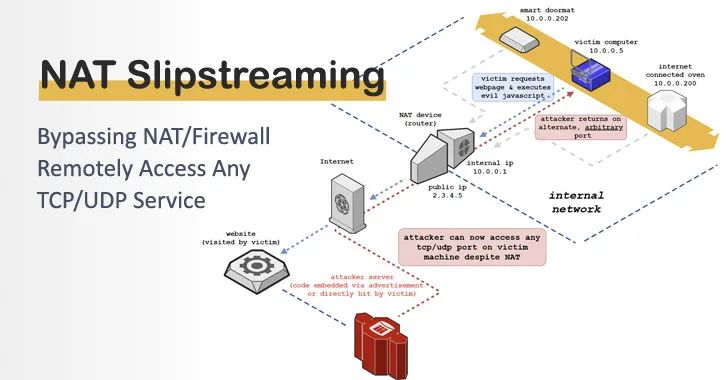 NAT Slipstreaming
Bypassing NAT/Firewall
Remotely Access Any
TCP/UDP Service
smart doormat
10.0.0.202
victim computer
10.0.0.5
internet
connected oven
10.0.0.200
victim requests
webpage & executes
evil javascript
attacker returns on
alternate, arbitrary
port
NAT device
(router)
internal ip
10.0.0.1
public ip
2.3.4.5
Internet
internal
network
website
(visited by victim)
attacker can now access any
tcp/udp port on victim
machine despite NAT
attacker server
(code embedded via advertisement
or directly hit by victim)